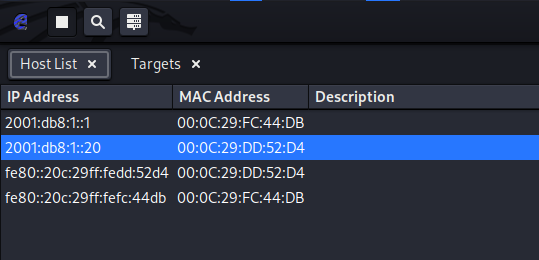 Host List × Targets ×
IP Address MAC Address Description
2001:db8:1::1 00:0C:29:FC:44:DB
2001:db8:1::20 00:0C:29:DD:52:D4
fe80::20c:29ff:fedd:52d4 00:0C:29:DD:52:D4
fe80::20c:29ff:fefc:44db 00:0C:29:FC:44:DB